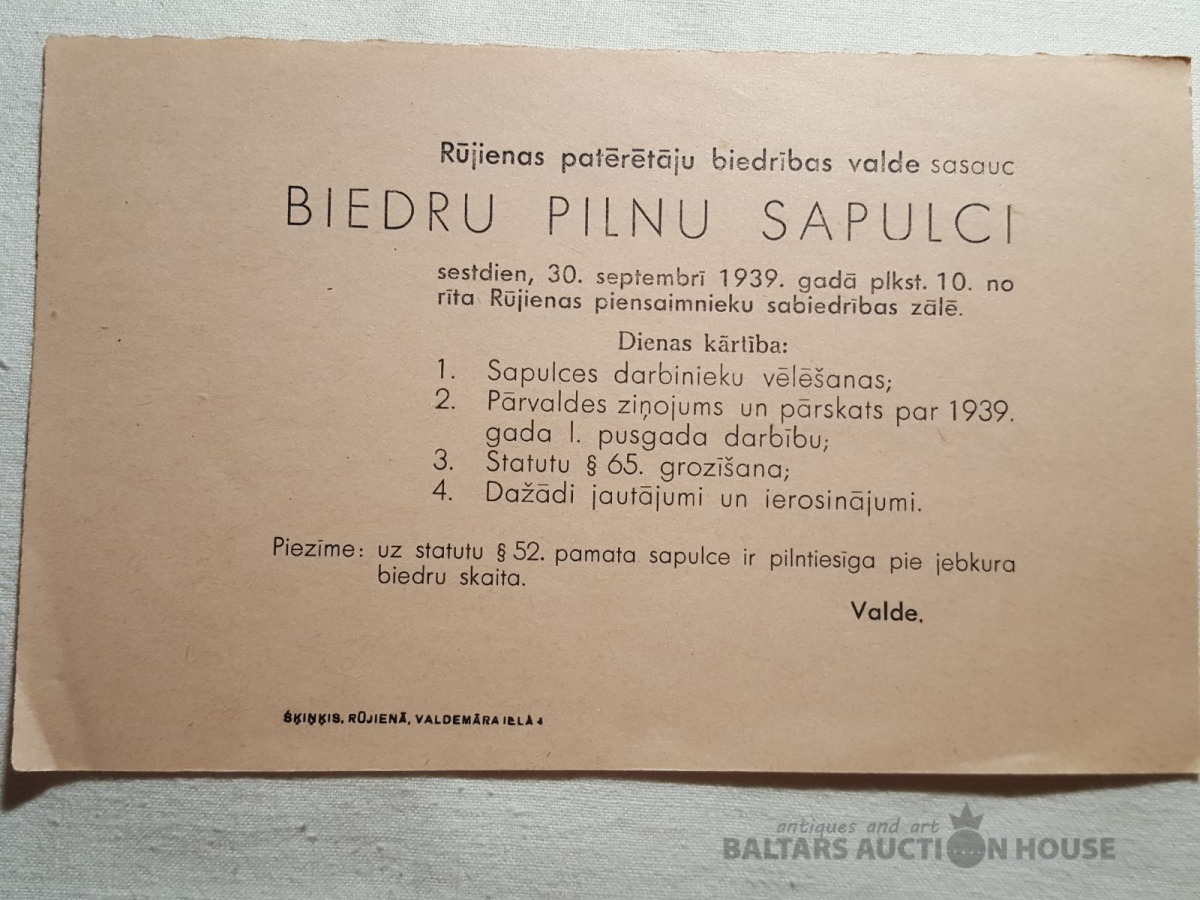 Rūjienas patērētāju biedrības valde sasauc
BIEDRU PILNU SAPULCI
sestdien, 30. septembrī 1939. gadā plkst. 10. no
rīta Rūjienas piensaimnieku sabiedrības zālē.
Dienas kārtība:
1. Sapulces darbinieku vēlēšanas;
2. Pārvaldes ziņojums un pārskats par 1939.
gada I. pusgada darbību;
3. Statutu § 65. grozīšana;
4. Dažādi jautājumi un ierosinājumi.
Piezīme: uz statutu § 52. pamata sapulce ir pilntiesīga pie jebkura
biedru skaita.
Valde.
ŠĶIŅĶIS, RŪJIENĀ, VALDEMĀRA IELĀ 4
antiques and art
BALTARS AUCTION HOUSE